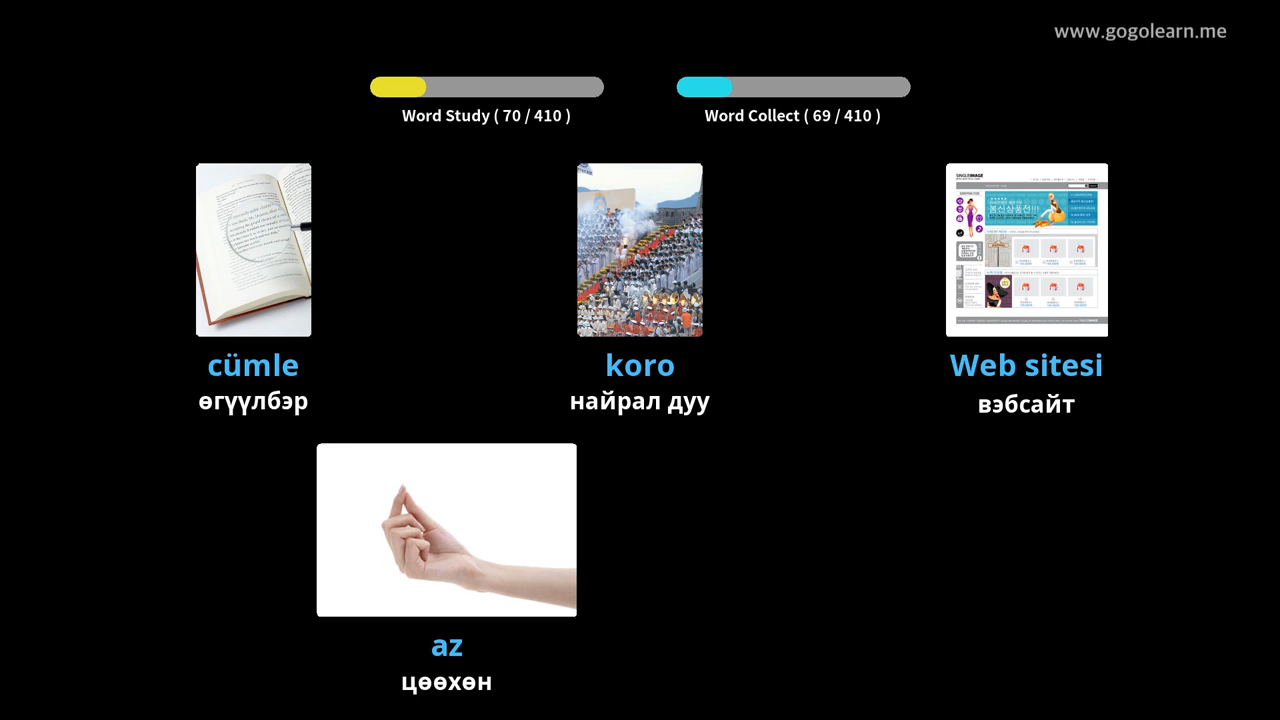 www.gogolearn.me
Word Study ( 70 / 410 )
Word Collect ( 69 / 410 )
cümle
өгүүлбэр
koro
найрал дуу
Web sitesi
вэбсайт
az
цөөхөн